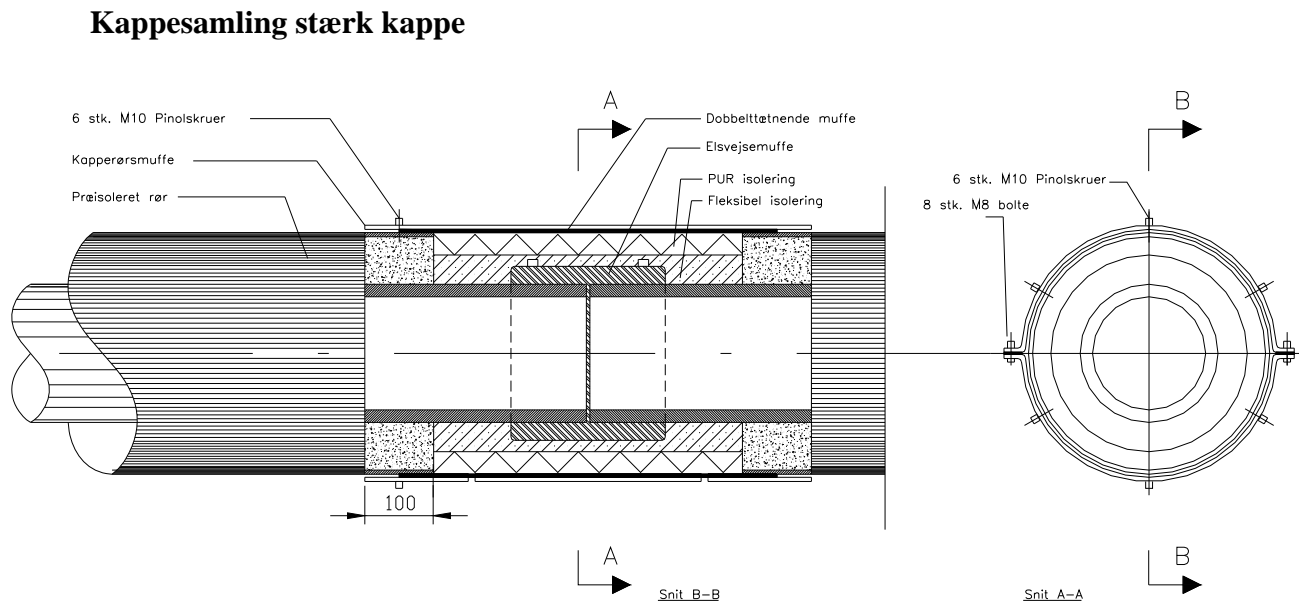 Kappesamling stærk kappe
A
B
6 stk. M10 Pinolskruer
Dobbelttætnende muffe
Kapperørsmuffe
Elsvejsemuffe
Præisoleret rør
PUR isolering
Fleksibel isolering
6 stk. M10 Pinolskruer
8 stk. M8 bolte
100
A
B
Snit B-B
Snit A-A